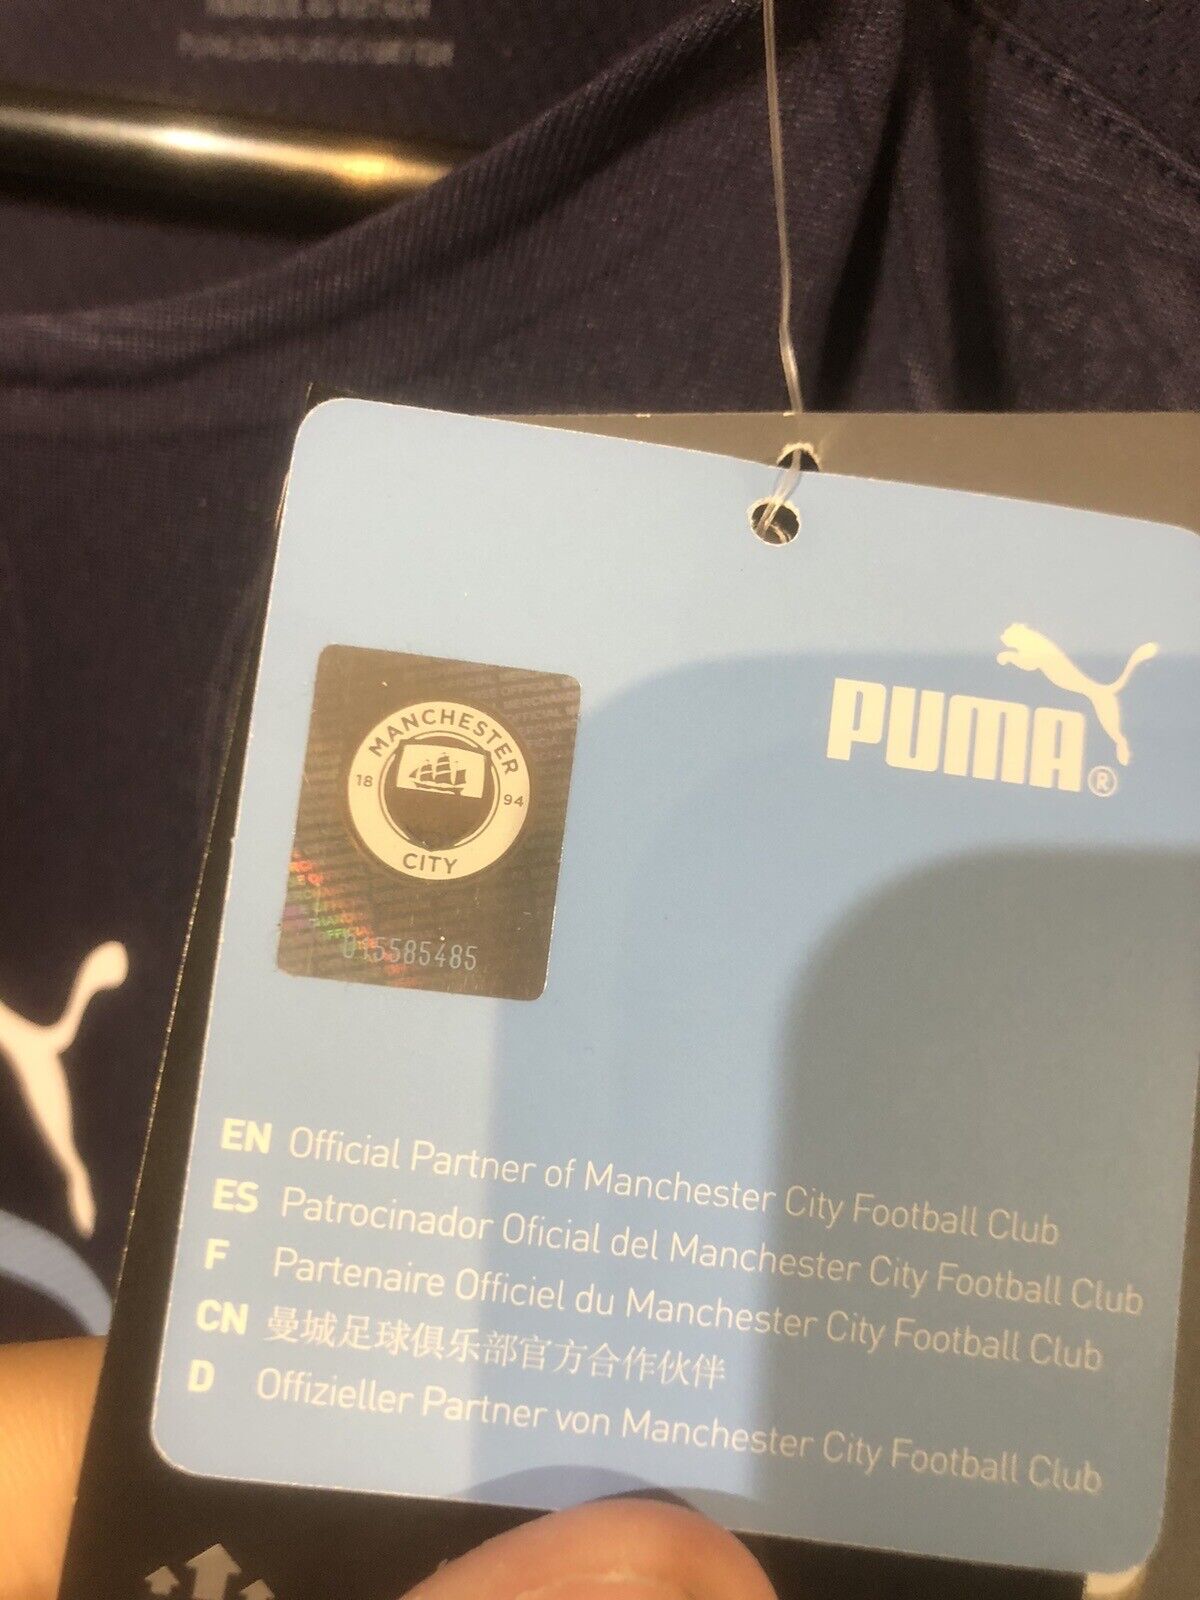 MANCHESTER
18 94
CITY
015585485
PUMA®
EN Official Partner of Manchester City Football Club
ES Patrocinador Oficial del Manchester City Football Club
F Partenaire Officiel du Manchester City Football Club
CN 曼城足球俱乐部官方合作伙伴
D Offizieller Partner von Manchester City Football Club